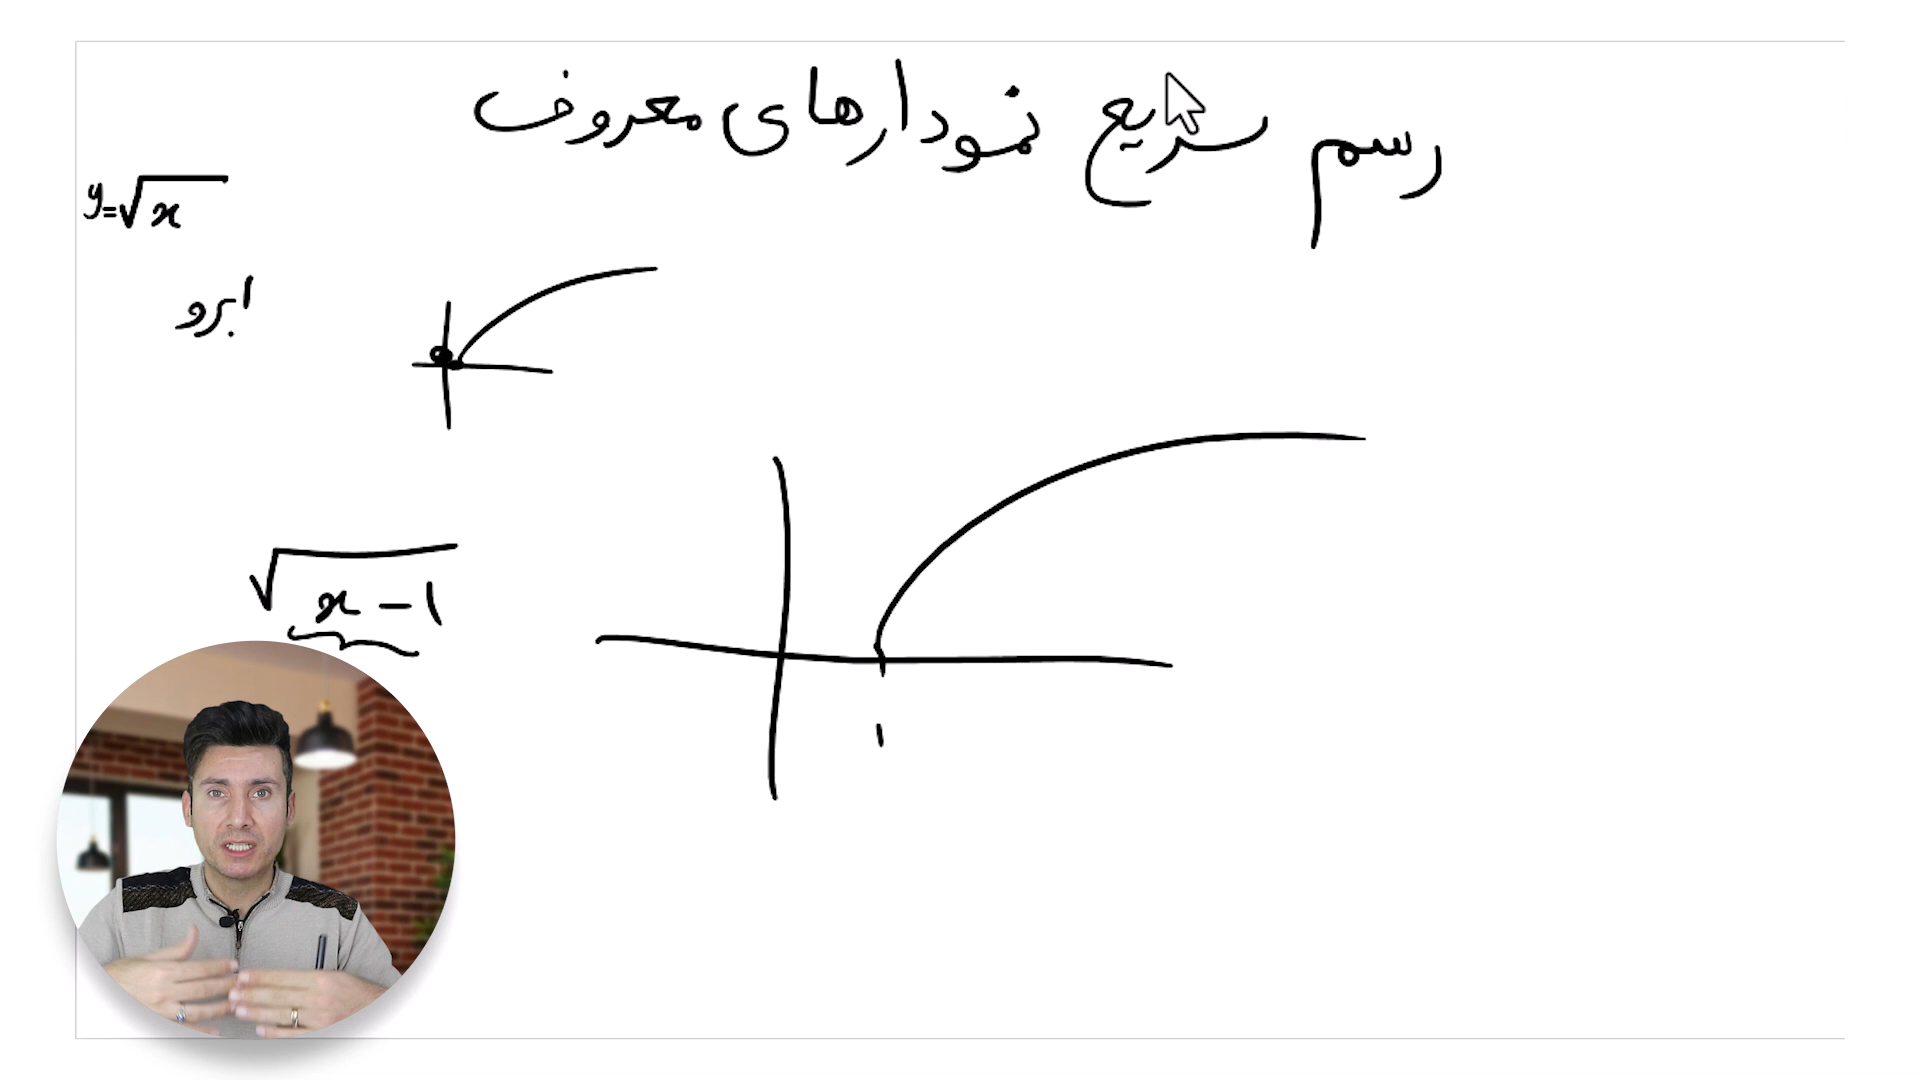 رسم سریع نمودارهای معروف
y=√x
ابرو
√x-1
1